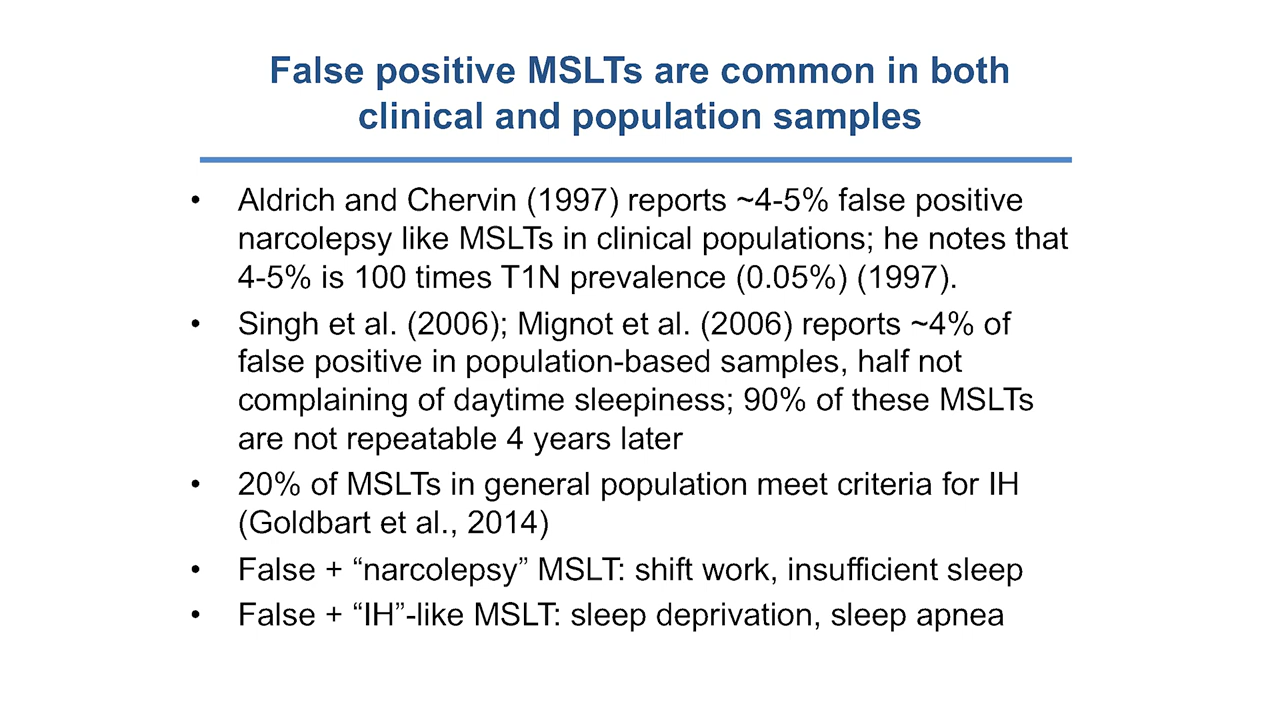 False positive MSLTs are common in both
clinical and population samples
• Aldrich and Chervin (1997) reports ~4-5% false positive
narcolepsy like MSLTs in clinical populations; he notes that
4-5% is 100 times T1N prevalence (0.05%) (1997).
• Singh et al. (2006); Mignot et al. (2006) reports ~4% of
false positive in population-based samples, half not
complaining of daytime sleepiness; 90% of these MSLTs
are not repeatable 4 years later
• 20% of MSLTs in general population meet criteria for IH
(Goldbart et al., 2014)
• False + “narcolepsy” MSLT: shift work, insufficient sleep
• False + “IH”-like MSLT: sleep deprivation, sleep apnea